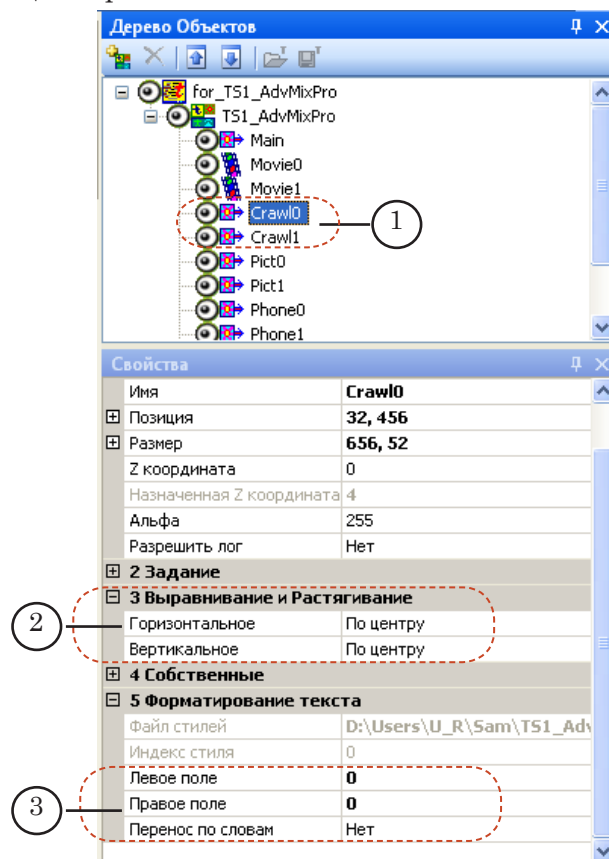 Дерево Объектов
for_TS1_AdvMixPro
TS1_AdvMixPro
Main
Movie0
Movie1
Crawl0
1
Crawl1
Pict0
Pict1
Phone0
Phone1
Свойства
Имя Crawl0
Позиция 32, 456
Размер 656, 52
Z координата 0
Назначенная Z координата 4
Альфа 255
Разрешить лог Нет
2 Задание
3 Выравнивание и Растягивание
2
Горизонтальное По центру
Вертикальное По центру
4 Собственные
5 Форматирование текста
Файл стилей D:\Users\U_R\Sam\TS1_Adv
Индекс стиля 0
Левое поле 0
3
Правое поле 0
Перенос по словам Нет